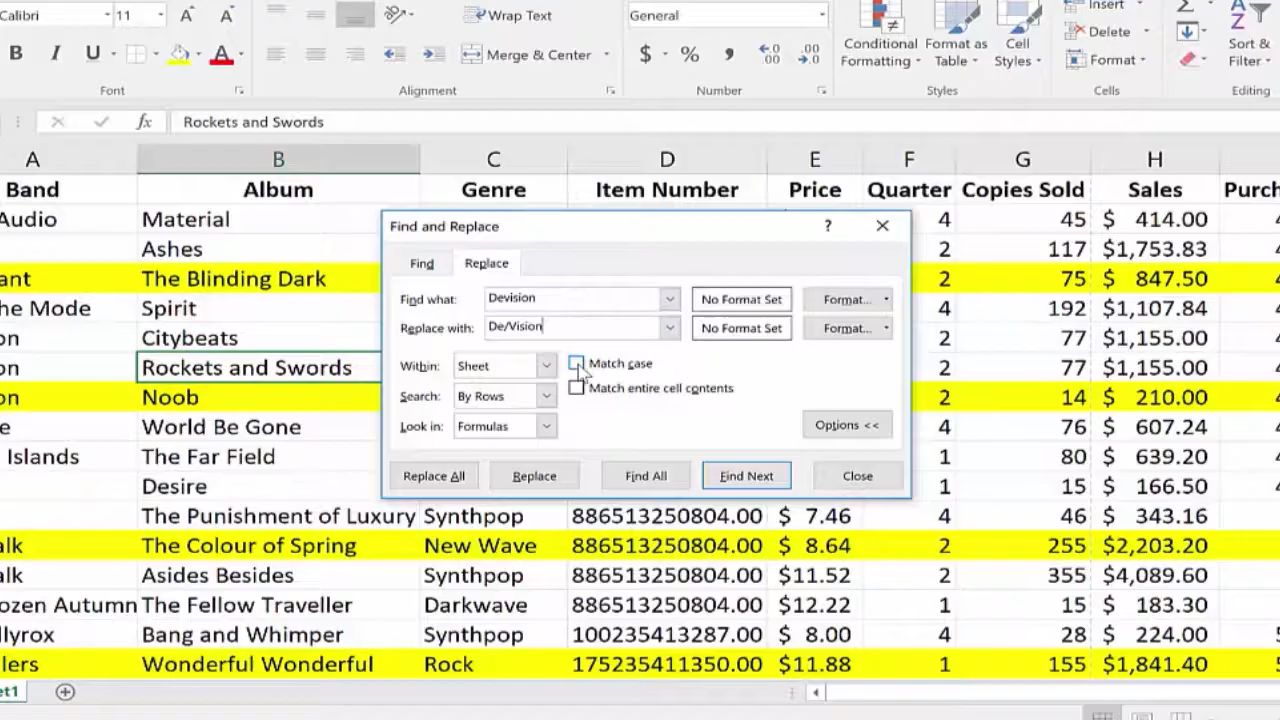 Calibri 11 A A Wrap Text General Insert
B I U A Merge & Center $ % , .00 Conditional Formatting Format as Table Cell Styles Delete Format Sort & Filter
Font Alignment Number Styles Cells Editing
fx Rockets and Swords
A B C D E F G H
Band Album Genre Item Number Price Quarter Copies Sold Sales Purch
Audio Material 4 45 $ 414.00
Ashes 2 117 $1,753.83
ant The Blinding Dark 2 75 $ 847.50
he Mode Spirit 4 192 $1,107.84
on Citybeats 2 77 $1,155.00
on Rockets and Swords 2 77 $1,155.00
on Noob 2 14 $ 210.00
e World Be Gone 4 76 $ 607.24
Islands The Far Field 1 80 $ 639.20
Desire 1 15 $ 166.50
The Punishment of Luxury Synthpop 886513250804.00 $ 7.46 4 46 $ 343.16
alk The Colour of Spring New Wave 886513250804.00 $ 8.64 2 255 $2,203.20
alk Asides Besides Synthpop 886513250804.00 $11.52 2 355 $4,089.60
ozen Autumn The Fellow Traveller Darkwave 886513250804.00 $12.22 1 15 $ 183.30
llyrox Bang and Whimper Synthpop 100235413287.00 $ 8.00 4 28 $ 224.00
lers Wonderful Wonderful Rock 175235411350.00 $11.88 1 155 $1,841.40
et1
Find and Replace ? ×
Find Replace
Find what: Devision No Format Set Format...
Replace with: De/Vision No Format Set Format...
Within: Sheet Match case
Search: By Rows Match entire cell contents
Look in: Formulas Options <<
Replace All Replace Find All Find Next Close